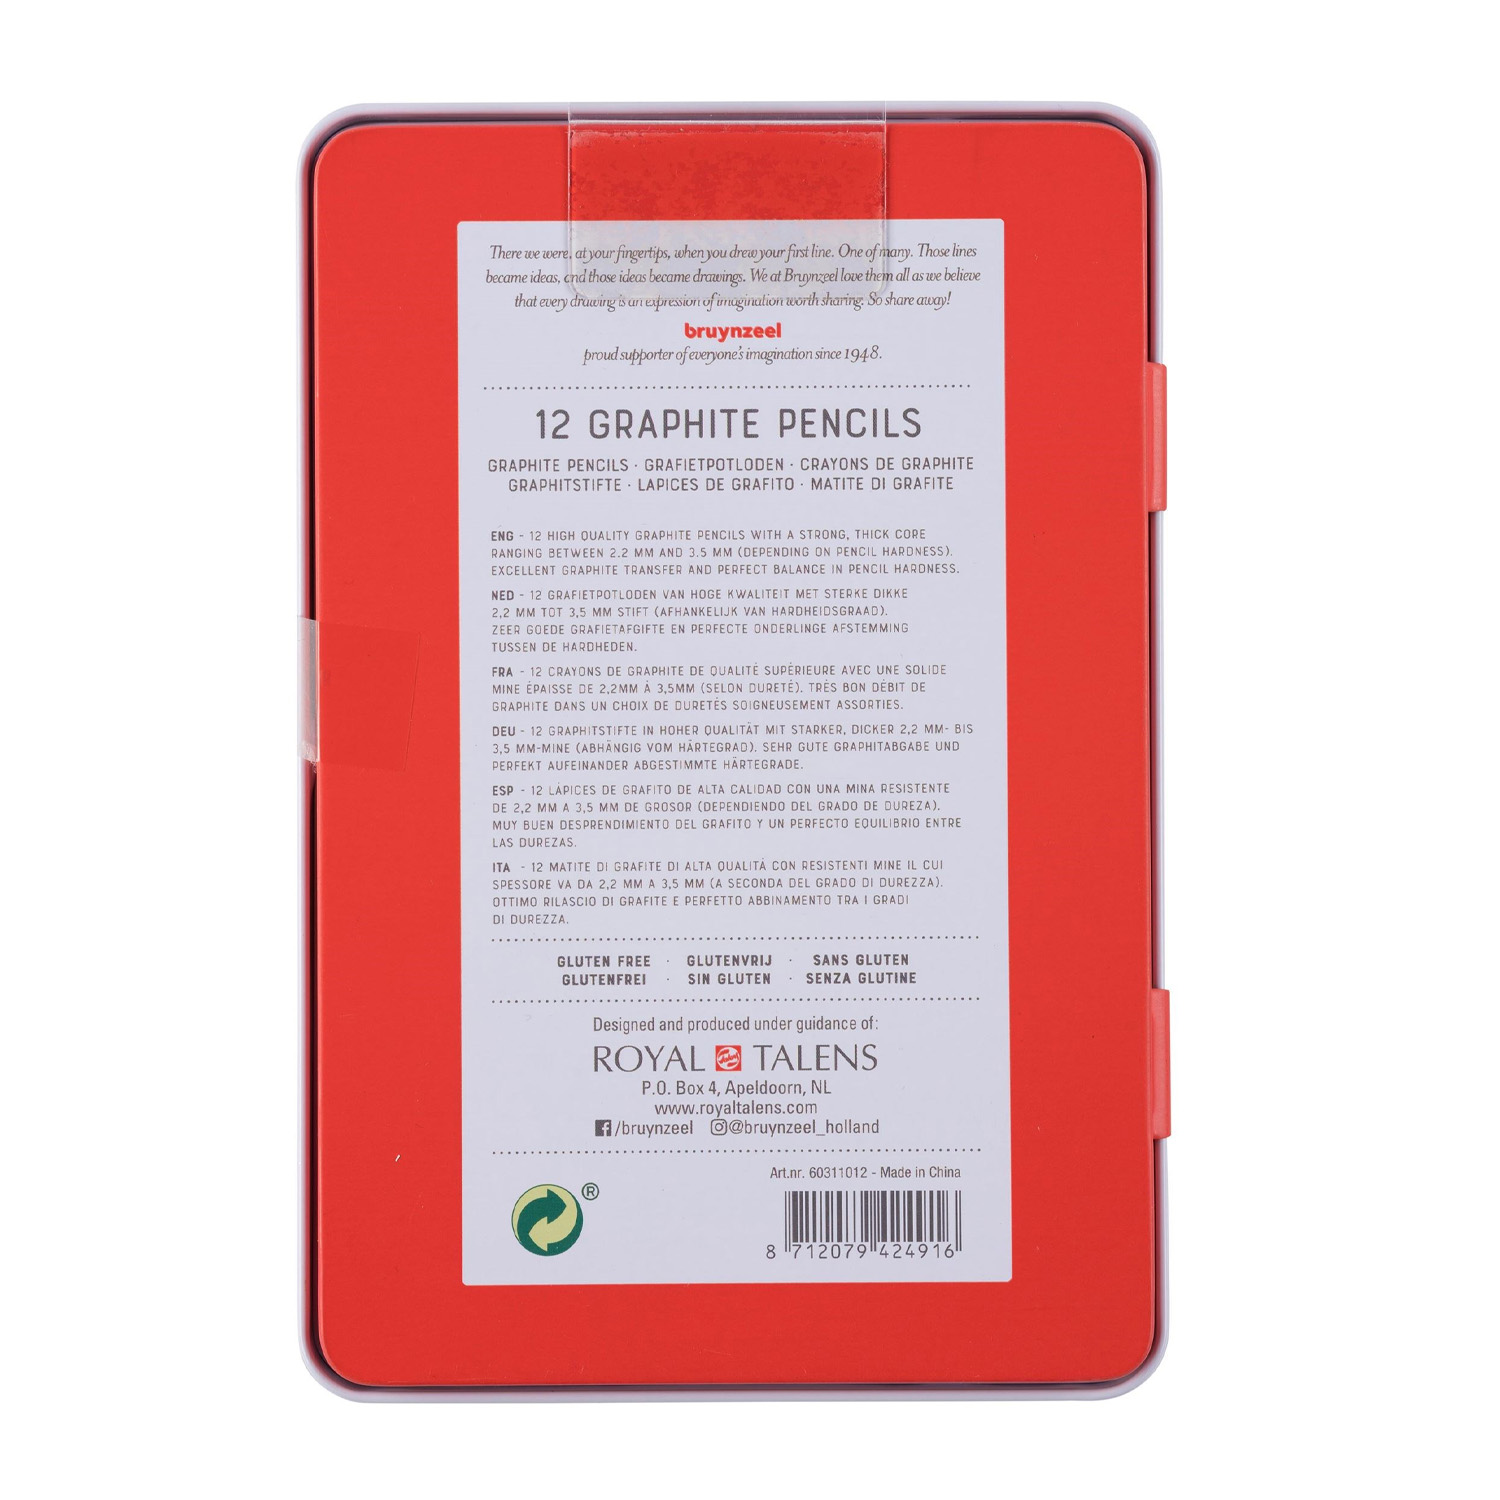 There we were, at your fingertips, when you drew your first line. One of many. Those lines
became ideas, and those ideas became drawings. We at Bruynzeel love them all as we believe
that every drawing is an expression of imagination worth sharing. So share away!
bruynzeel
proud supporter of everyone's imagination since 1948.
12 GRAPHITE PENCILS
GRAPHITE PENCILS · GRAFIETPOTLODEN · CRAYONS DE GRAPHITE
GRAPHITSTIFTE · LAPICES DE GRAFITO · MATITE DI GRAFITE
ENG - 12 HIGH QUALITY GRAPHITE PENCILS WITH A STRONG, THICK CORE
RANGING BETWEEN 2.2 MM AND 3.5 MM (DEPENDING ON PENCIL HARDNESS).
EXCELLENT GRAPHITE TRANSFER AND PERFECT BALANCE IN PENCIL HARDNESS.
NED - 12 GRAFIETPOTLODEN VAN HOGE KWALITEIT MET STERKE DIKKE
2,2 MM TOT 3,5 MM STIFT (AFHANKELIJK VAN HARDHEIDSGRAAD).
ZEER GOEDE GRAFIETAFGIFTE EN PERFECTE ONDERLINGE AFSTEMMING
TUSSEN DE HARDHEDEN.
FRA - 12 CRAYONS DE GRAPHITE DE QUALITÉ SUPÉRIEURE AVEC UNE SOLIDE
MINE ÉPAISSE DE 2,2MM À 3,5MM (SELON DURETÉ). TRÈS BON DÉBIT DE
GRAPHITE DANS UN CHOIX DE DURETÉS SOIGNEUSEMENT ASSORTIES.
DEU - 12 GRAPHITSTIFTE IN HOHER QUALITÄT MIT STARKER, DICKER 2,2 MM- BIS
3,5 MM-MINE (ABHÄNGIG VOM HÄRTEGRAD). SEHR GUTE GRAPHITABGABE UND
PERFEKT AUFEINANDER ABGESTIMMTE HÄRTEGRADE.
ESP - 12 LÁPICES DE GRAFITO DE ALTA CALIDAD CON UNA MINA RESISTENTE
DE 2,2 MM A 3,5 MM DE GROSOR (DEPENDIENDO DEL GRADO DE DUREZA).
MUY BUEN DESPRENDIMIENTO DEL GRAFITO Y UN PERFECTO EQUILIBRIO ENTRE
LAS DUREZAS.
ITA - 12 MATITE DI GRAFITE DI ALTA QUALITÀ CON RESISTENTI MINE IL CUI
SPESSORE VA DA 2,2 MM A 3,5 MM (A SECONDA DEL GRADO DI DUREZZA).
OTTIMO RILASCIO DI GRAFITE E PERFETTO ABBINAMENTO TRA I GRADI
DI DUREZZA.
GLUTEN FREE · GLUTENVRIJ · SANS GLUTEN
GLUTENFREI · SIN GLUTEN · SENZA GLUTINE
Designed and produced under guidance of:
ROYAL Talens TALENS
P.O. Box 4, Apeldoorn, NL
www.royaltalens.com
/bruynzeel @bruynzeel_holland
Art.nr. 60311012 - Made in China
®
8 712079 424916